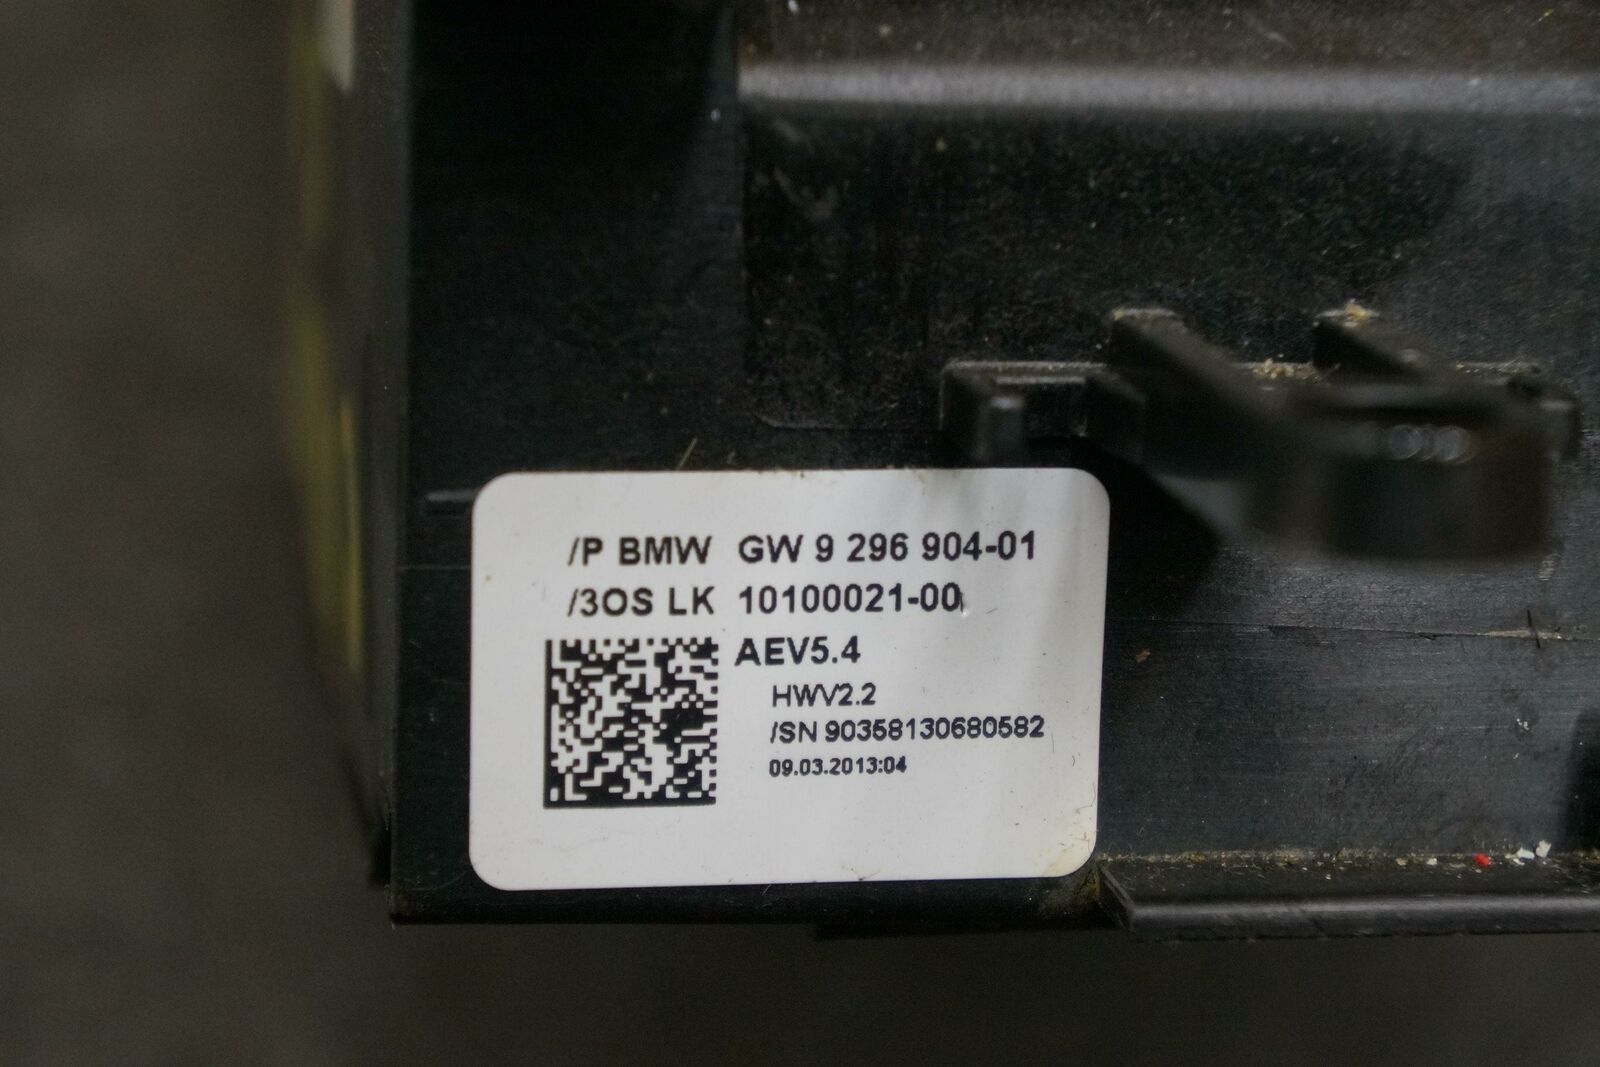 /P BMW GW 9 296 904-01
/3OS LK 10100021-00
AEV5.4
HWV2.2
/SN 90358130680582
09.03.2013:04